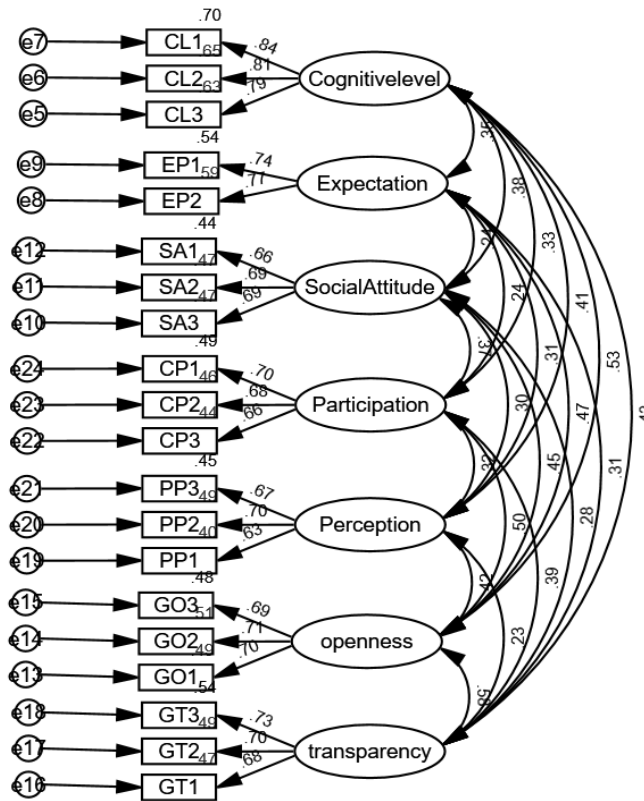 .70
e7 CL1 .84
.65
e6 CL2 .81 Cognitivelevel
.63
e5 CL3 .79
.54
.35
e9 EP1 .74
.59
e8 EP2 .77 Expectation
.38
.44
.24
.33
e12 SA1 .66
.47
e11 SA2 .69 SocialAttitude
.47
e10 SA3 .69
.24
.41
.49
.37
.31
.53
e24 CP1 .70
.46
e23 CP2 .68 Participation
.44
e22 CP3 .66
.30
.47
.45
.32
.45
.31
e21 PP3 .67
.49
e20 PP2 .70 Perception
.40
e19 PP1 .63
.50
.28
.48
.42
.39
e15 GO3 .69
.51
e14 GO2 .71 openness
.49
e13 GO1 .70
.23
.54
.58
e18 GT3 .73
.49
e17 GT2 .70 transparency
.47
e16 GT1 .68